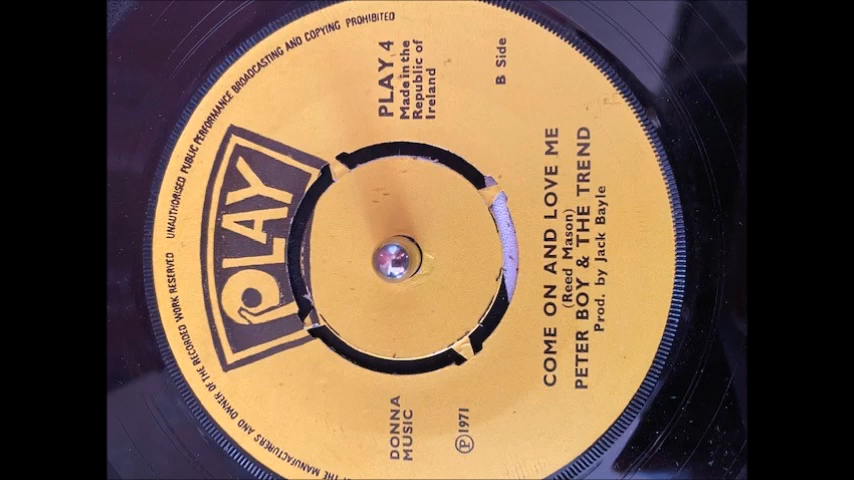 THE MANUFACTURERS AND OWNER OF THE RECORDED WORK RESERVED UNAUTHORISED PUBLIC PERFORMANCE BROADCASTING AND COPYING PROHIBITED
PLAY
DONNA
MUSIC
Ⓟ1971
PLAY 4
Made in the
Republic of
Ireland
B Side
COME ON AND LOVE ME
(Reed Mason)
PETER BOY & THE TREND
Prod. by Jack Bayle